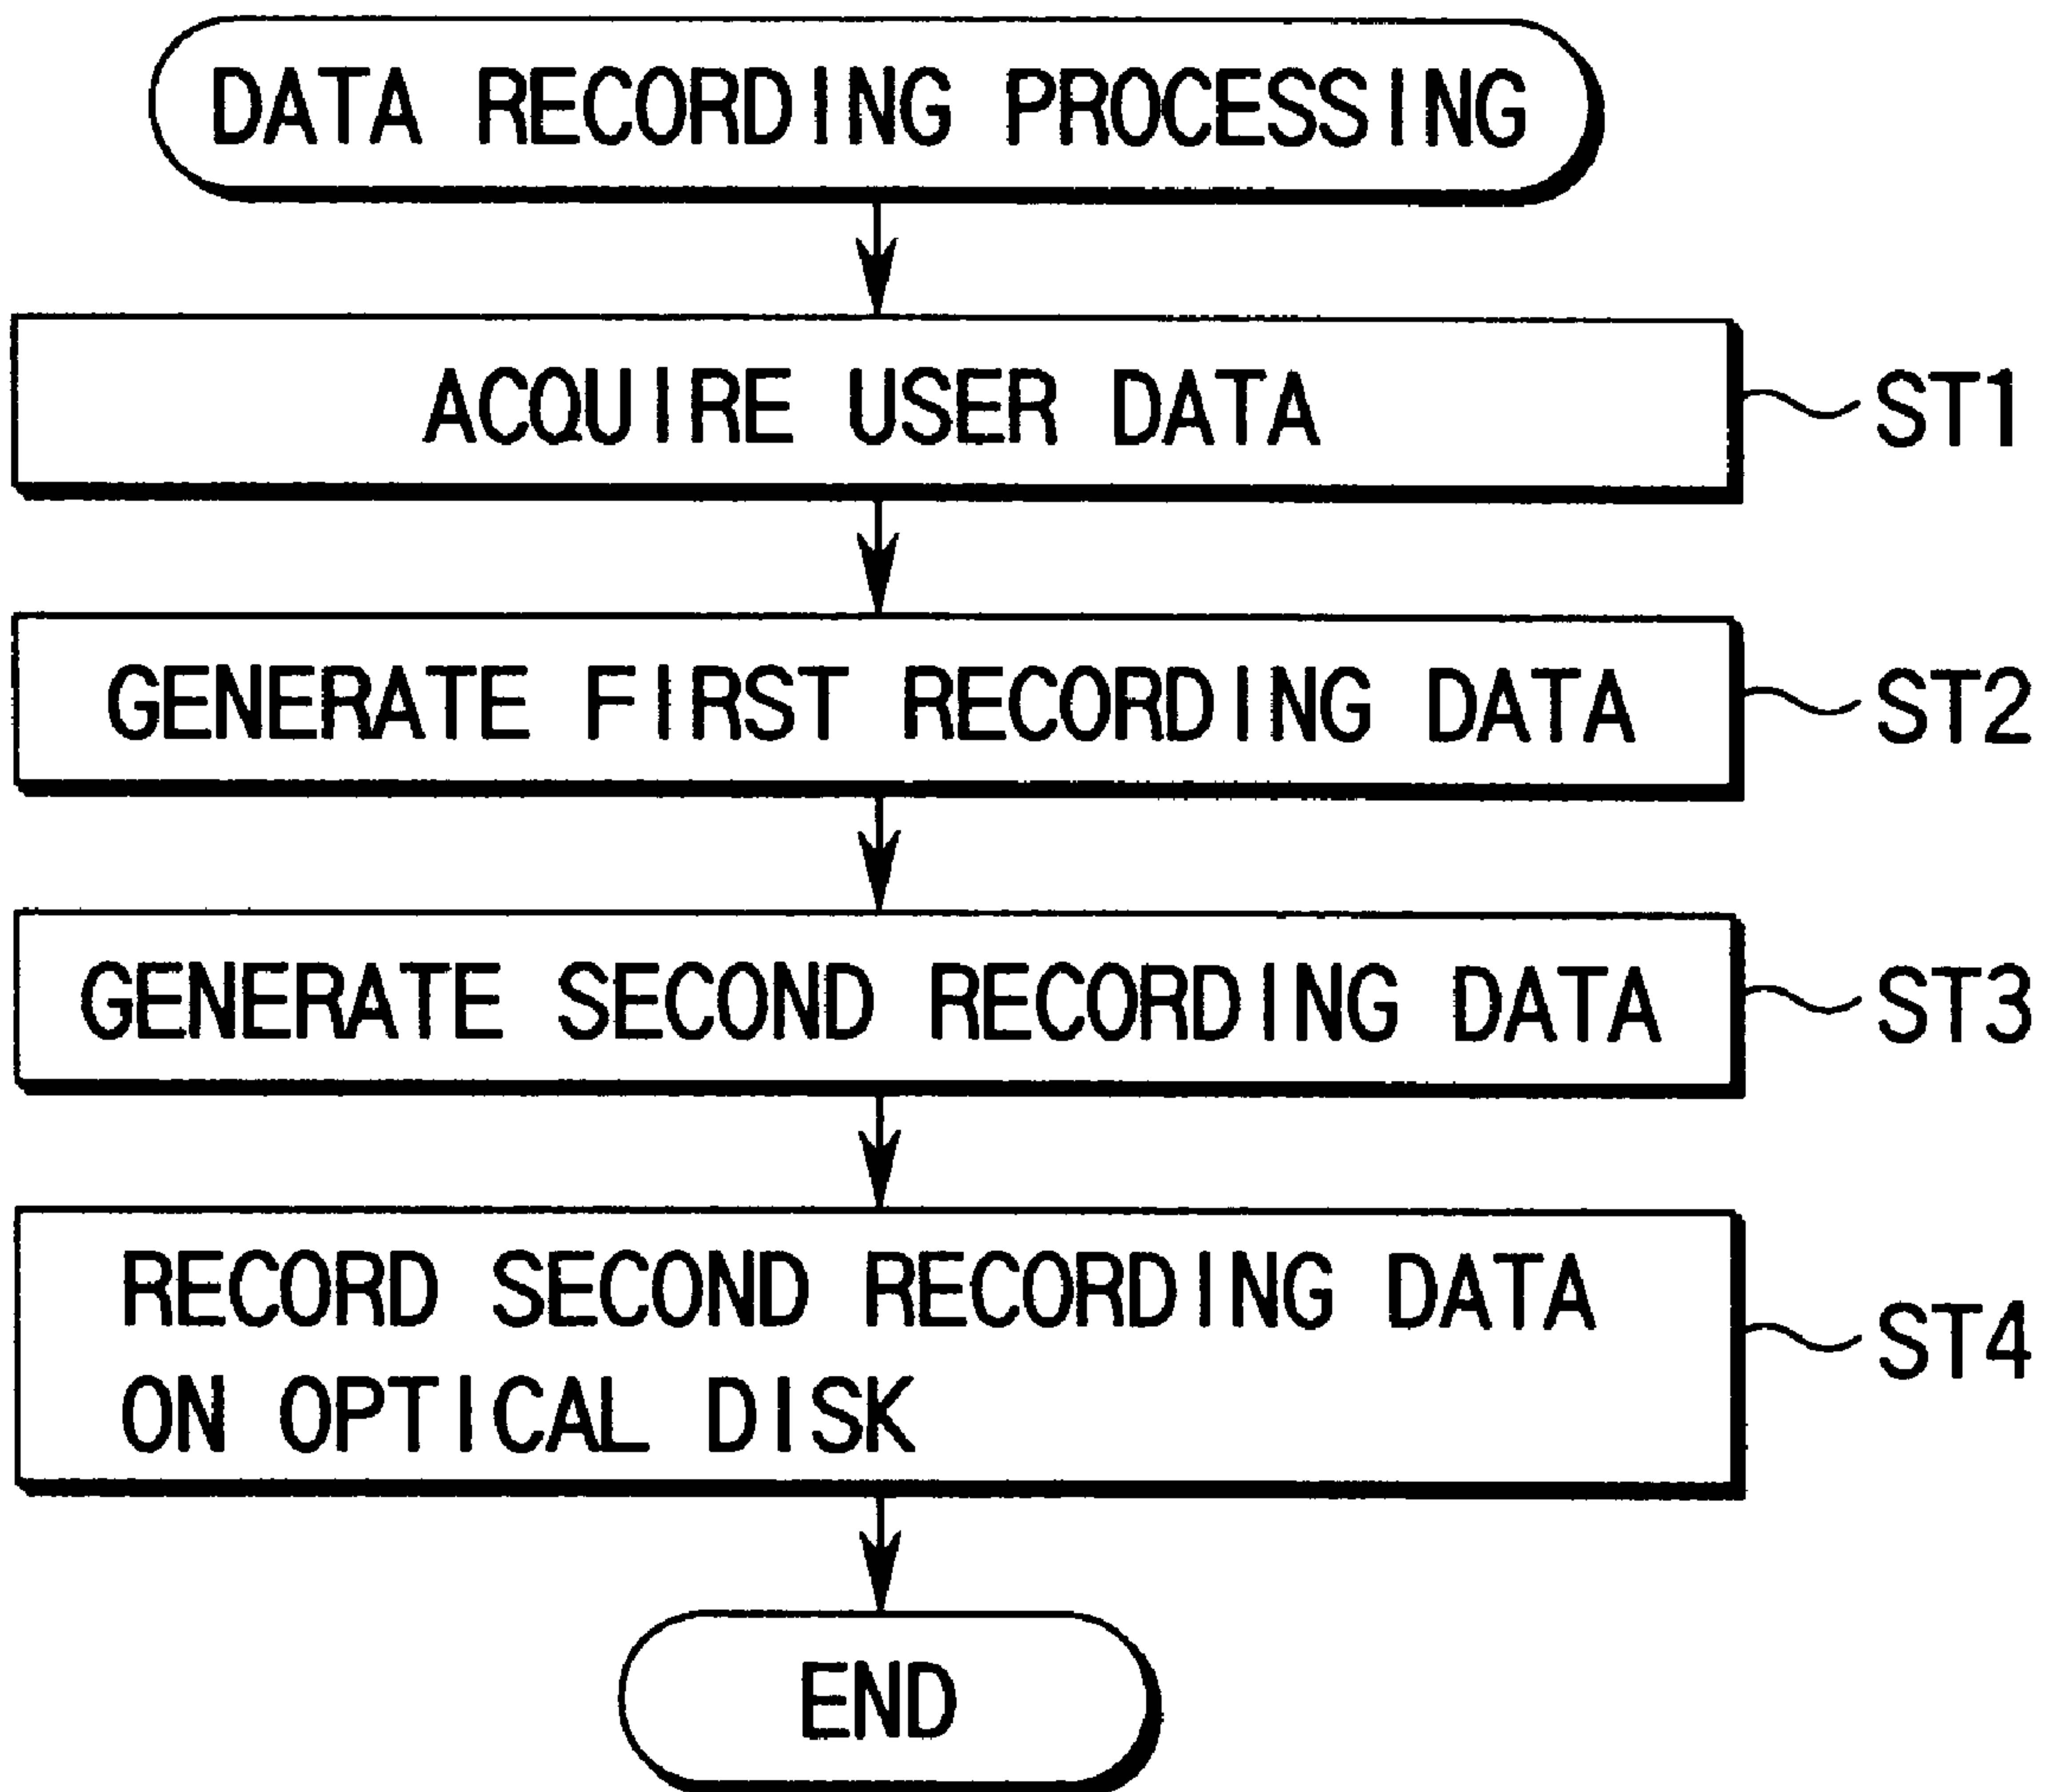 DATA RECORDING PROCESSING
ACQUIRE USER DATA
ST1
GENERATE FIRST RECORDING DATA
ST2
GENERATE SECOND RECORDING DATA
ST3
RECORD SECOND RECORDING DATA
ON OPTICAL DISK
ST4
END